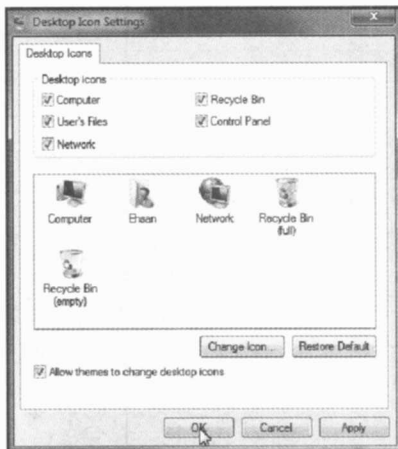 Desktop Icon Settings
x
Desktop Icons
Desktop icons
Computer
Recycle Bin
User's Files
Control Panel
Network
Computer
Ehsan
Network
Recycle Bin
(full)
Recycle Bin
(empty)
Change Icon...
Restore Default
Allow themes to change desktop icons
OK
Cancel
Apply